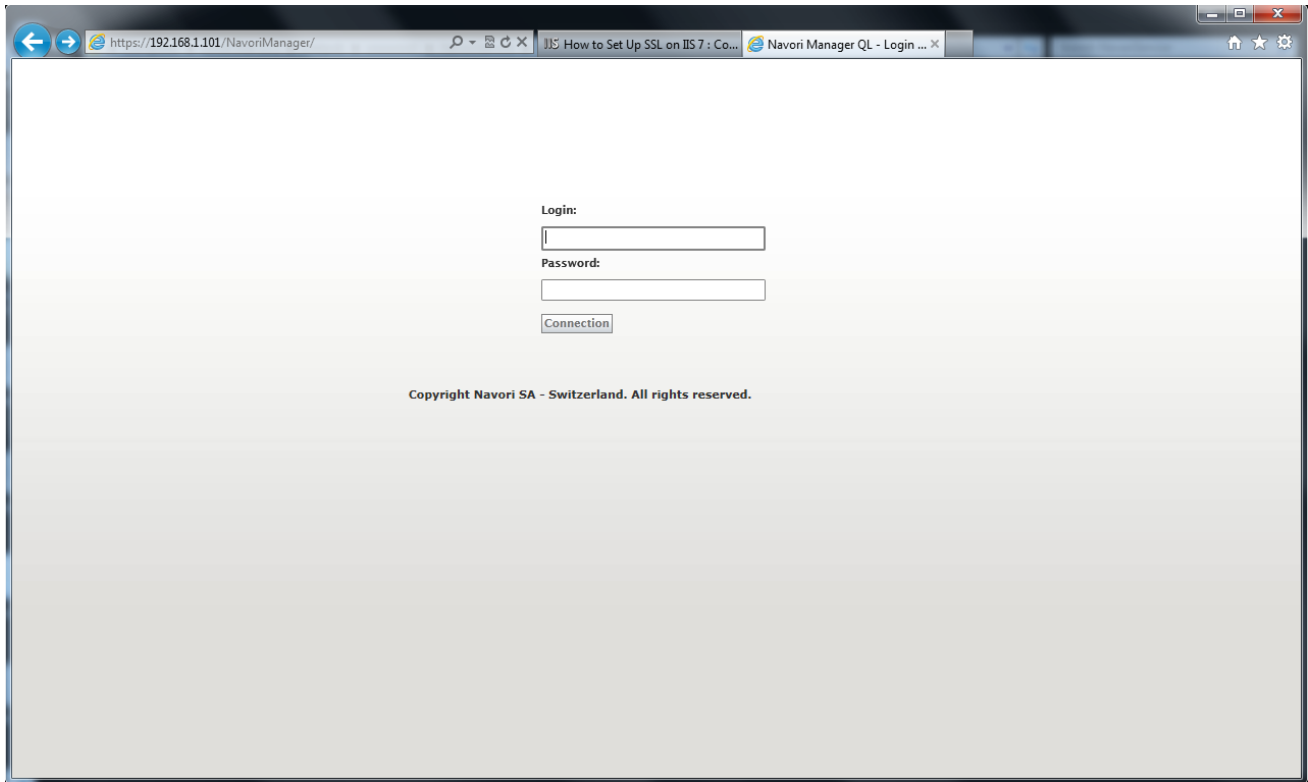 https://192.168.1.101/NavoriManager/
IIS How to Set Up SSL on IIS 7 : Co...
Navori Manager QL - Login ...
Login:
Password:
Connection
Copyright Navori SA - Switzerland. All rights reserved.